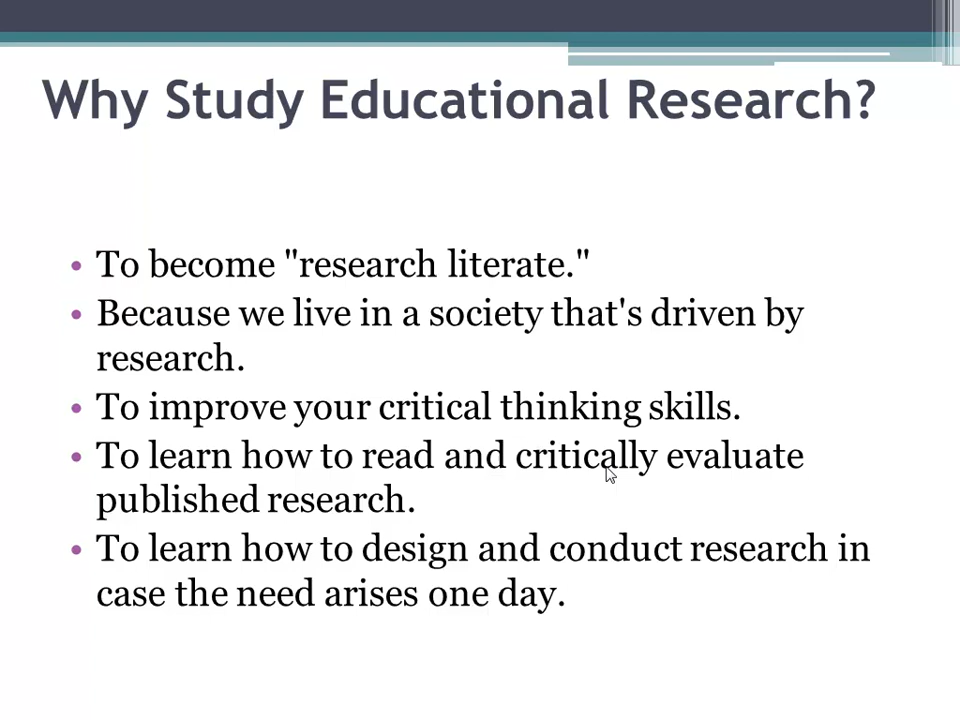 Why Study Educational Research?
• To become "research literate."
• Because we live in a society that's driven by
research.
• To improve your critical thinking skills.
• To learn how to read and critically evaluate
published research.
• To learn how to design and conduct research in
case the need arises one day.